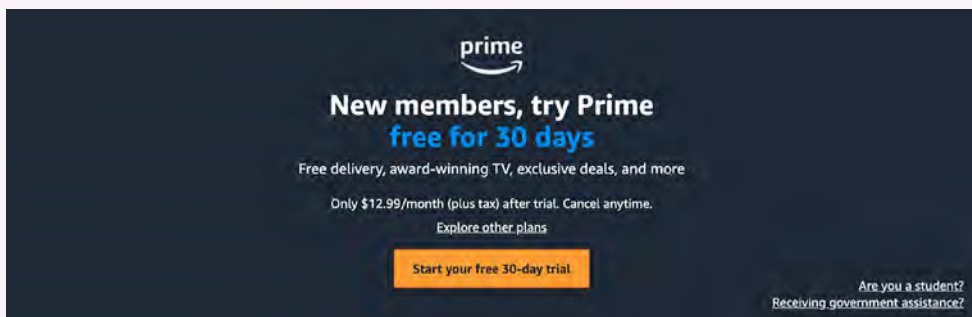 prime
New members, try Prime
free for 30 days
Free delivery, award-winning TV, exclusive deals, and more
Only $12.99/month (plus tax) after trial. Cancel anytime.
Explore other plans
Start your free 30-day trial
Are you a student?
Receiving government assistance?